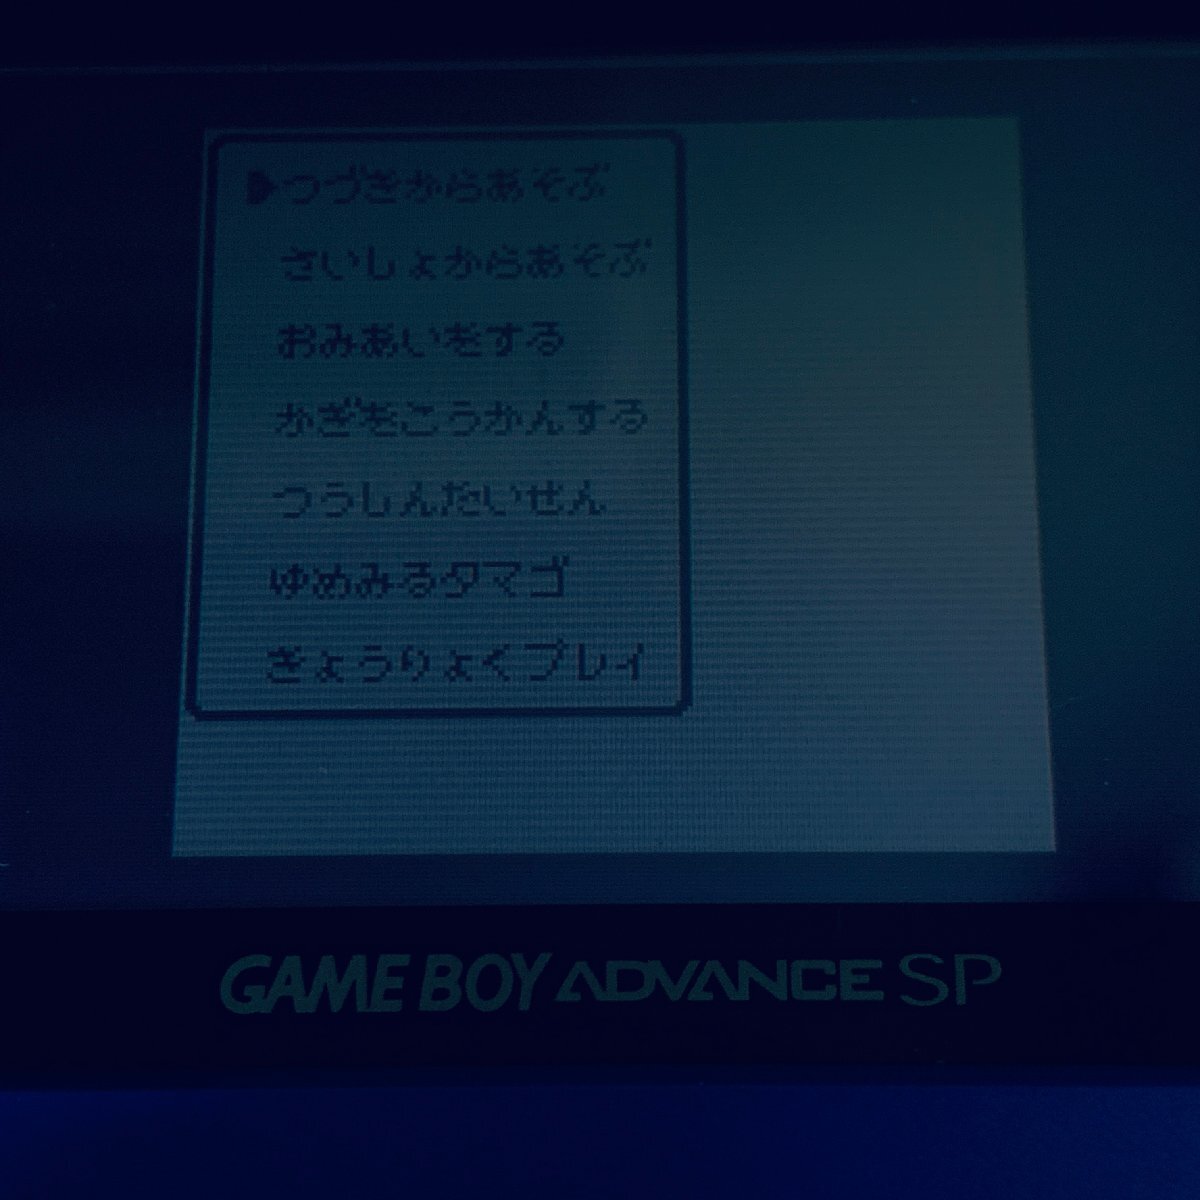 ▶つづきからあそぶ
さいしょからあそぶ
おみあいをする
かぎをこうかんする
つうしんたいせん
ゆめみるタマゴ
きょうりょくプレイ
GAME BOY ADVANCE SP